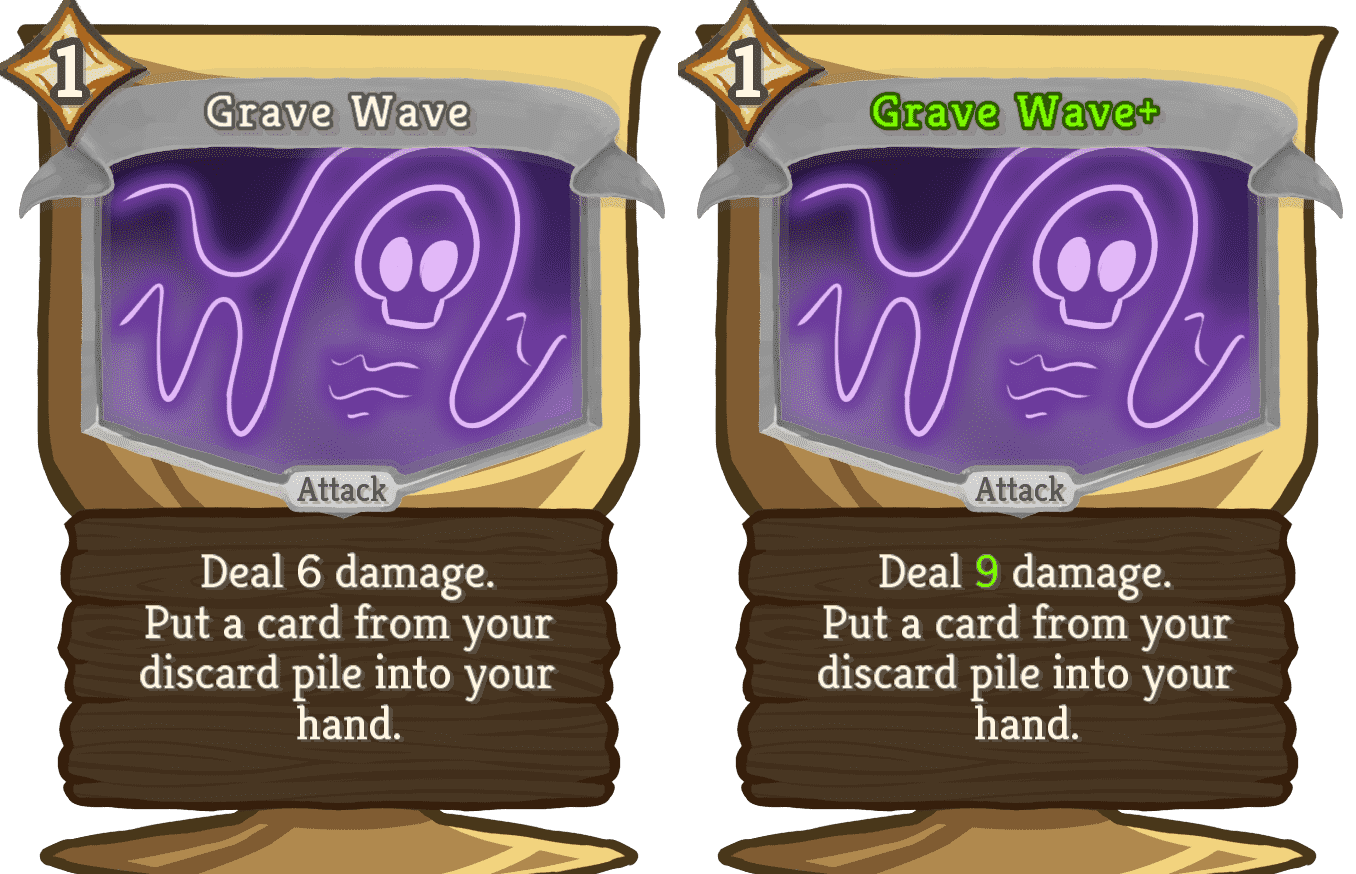 1
Grave Wave
Attack
Deal 6 damage.
Put a card from your
discard pile into your
hand.
1
Grave Wave+
Attack
Deal 9 damage.
Put a card from your
discard pile into your
hand.